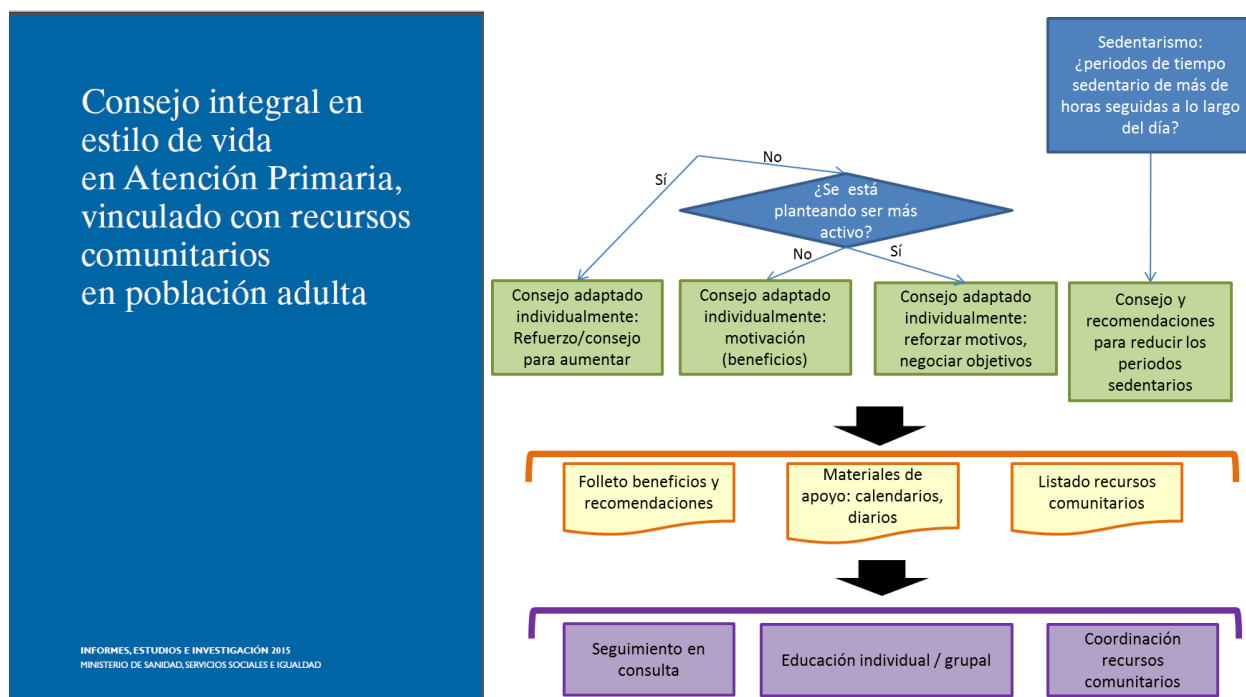 Consejo integral en
estilo de vida
en Atención Primaria,
vinculado con recursos
comunitarios
en población adulta
INFORMES, ESTUDIOS E INVESTIGACIÓN 2015
MINISTERIO DE SANIDAD, SERVICIOS SOCIALES E IGUALDAD
Sedentarismo:
¿periodos de tiempo
sedentario de más de
horas seguidas a lo largo
del día?
No
Sí
¿Se está
planteando ser más
activo?
No
Sí
Consejo adaptado
individualmente:
Refuerzo/consejo
para aumentar
Consejo adaptado
individualmente:
motivación
(beneficios)
Consejo adaptado
individualmente:
reforzar motivos,
negociar objetivos
Consejo y
recomendaciones
para reducir los
periodos
sedentarios
Folleto beneficios y
recomendaciones
Materiales de
apoyo: calendarios,
diarios
Listado recursos
comunitarios
Seguimiento en
consulta
Educación individual / grupal
Coordinación
recursos
comunitarios